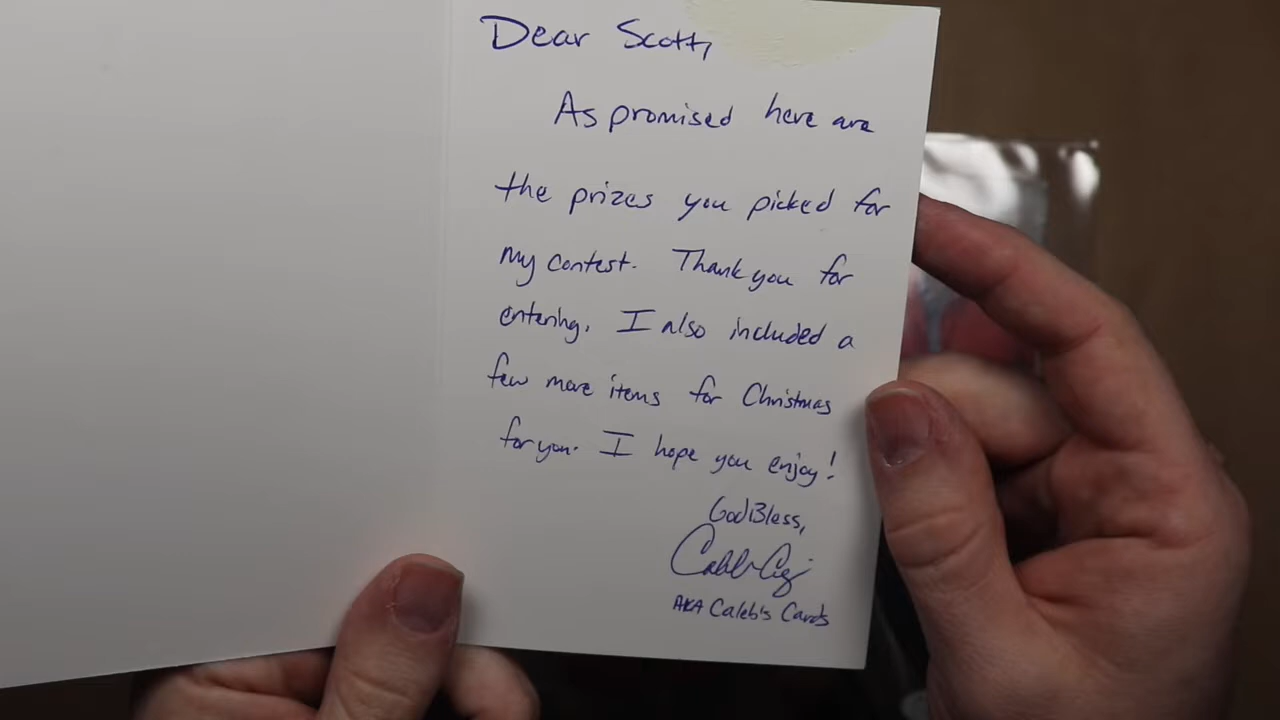 Dear Scott,
As promised here are
the prizes you picked for
my contest. Thank you for
entering. I also included a
few more items for Christmas
for you. I hope you enjoy!
God Bless,
Caleb
AKA Caleb's Cards